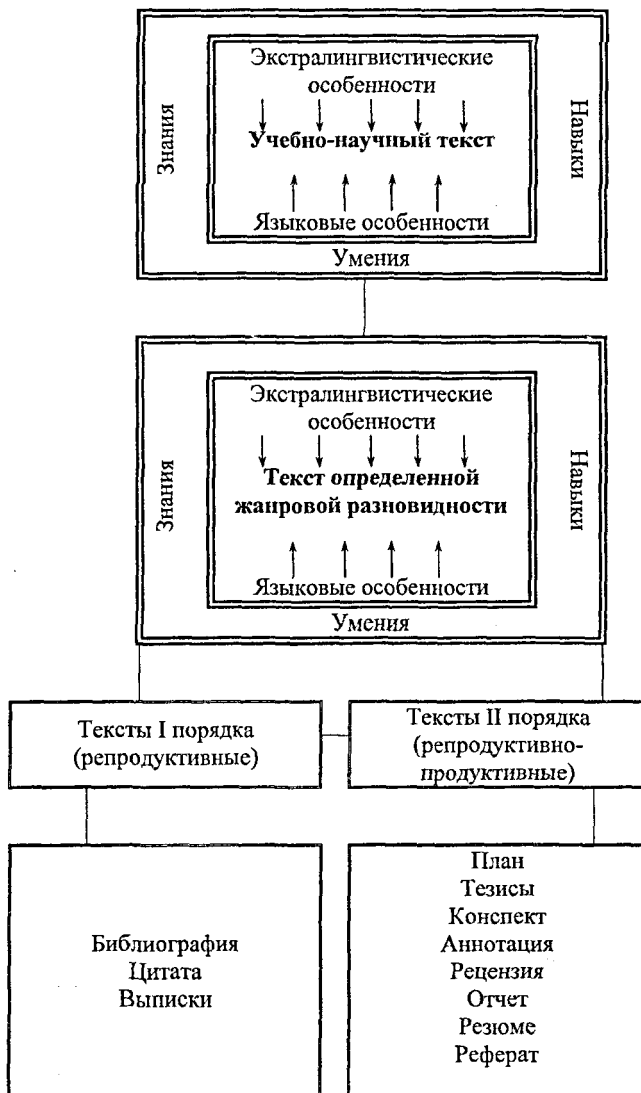 Экстралингвистические
особенности
Знания
Навыки
Учебно-научный текст
Языковые особенности
Умения
Экстралингвистические
особенности
Знания
Навыки
Текст определенной
жанровой разновидности
Языковые особенности
Умения
Тексты I порядка
(репродуктивные)
Тексты II порядка
(репродуктивно-
продуктивные)
Библиография
Цитата
Выписки
План
Тезисы
Конспект
Аннотация
Рецензия
Отчет
Резюме
Реферат